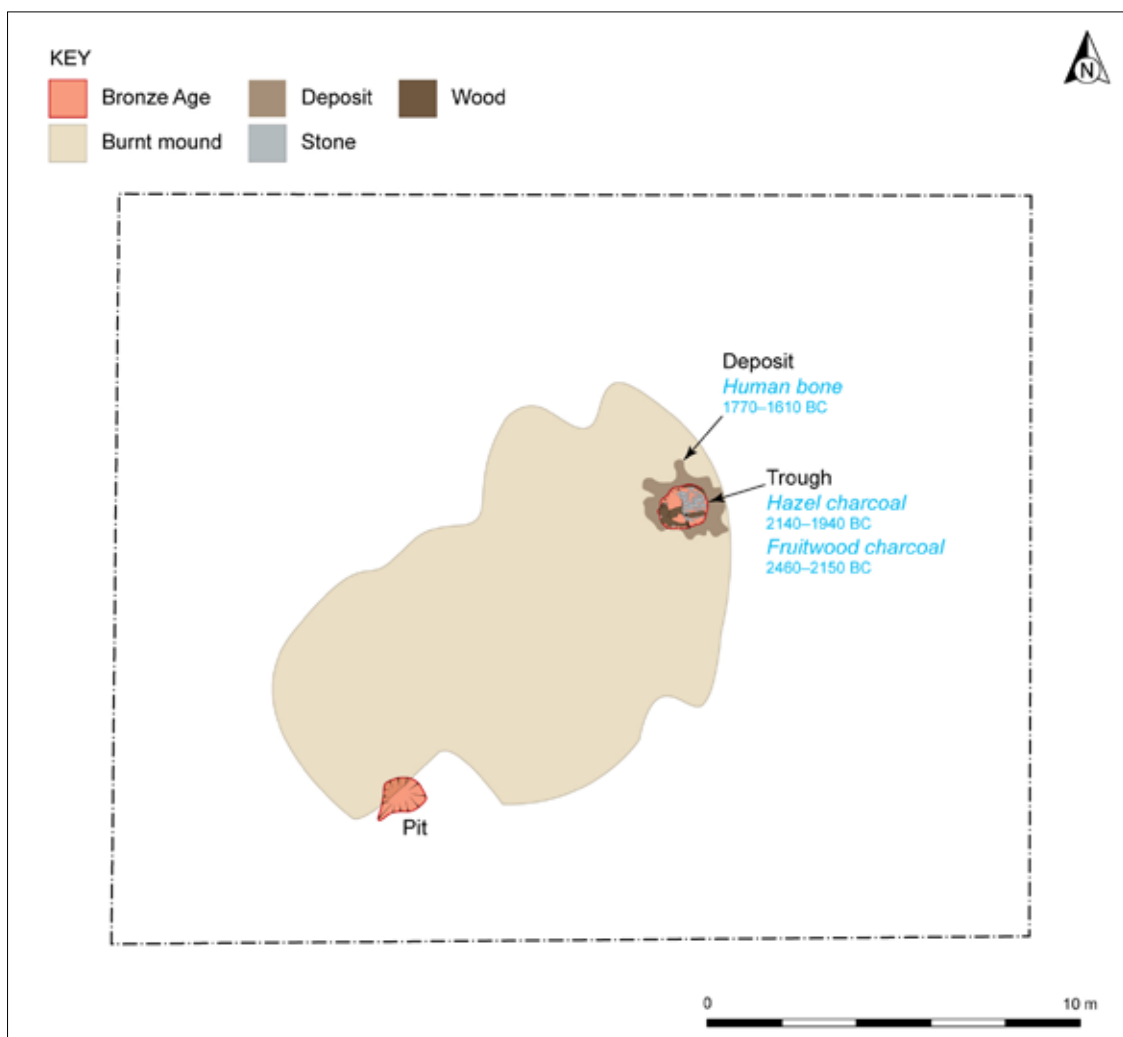 KEY
Bronze Age
Deposit
Wood
Burnt mound
Stone
N
Deposit
Human bone
1770–1610 BC
Trough
Hazel charcoal
2140–1940 BC
Fruitwood charcoal
2460–2150 BC
Pit
0
10 m